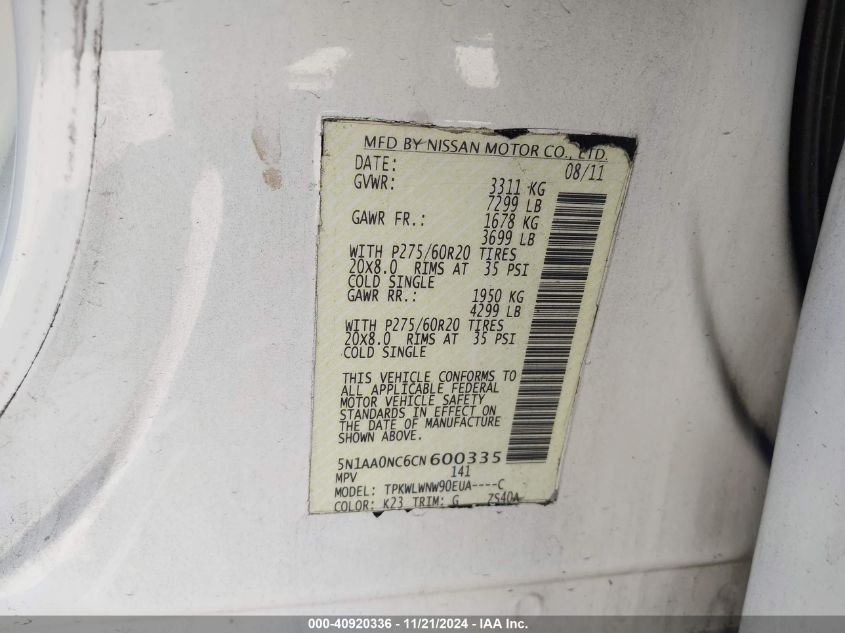 MFD BY NISSAN MOTOR CO., LTD.
DATE: 08/11
GVWR: 3311 KG
7299 LB
GAWR FR.: 1678 KG
3699 LB
WITH P275/60R20 TIRES
20X8.0 RIMS AT 35 PSI
COLD SINGLE
GAWR RR.: 1950 KG
4299 LB
WITH P275/60R20 TIRES
20X8.0 RIMS AT 35 PSI
COLD SINGLE
THIS VEHICLE CONFORMS TO
ALL APPLICABLE FEDERAL
MOTOR VEHICLE SAFETY
STANDARDS IN EFFECT ON
THE DATE OF MANUFACTURE
SHOWN ABOVE.
5N1AA0NC6CN600335
MPV 141
MODEL: TPKWLWNW90EUA----C
COLOR: K23 TRIM: G ZS40A
000-40920336 - 11/21/2024 - IAA Inc.